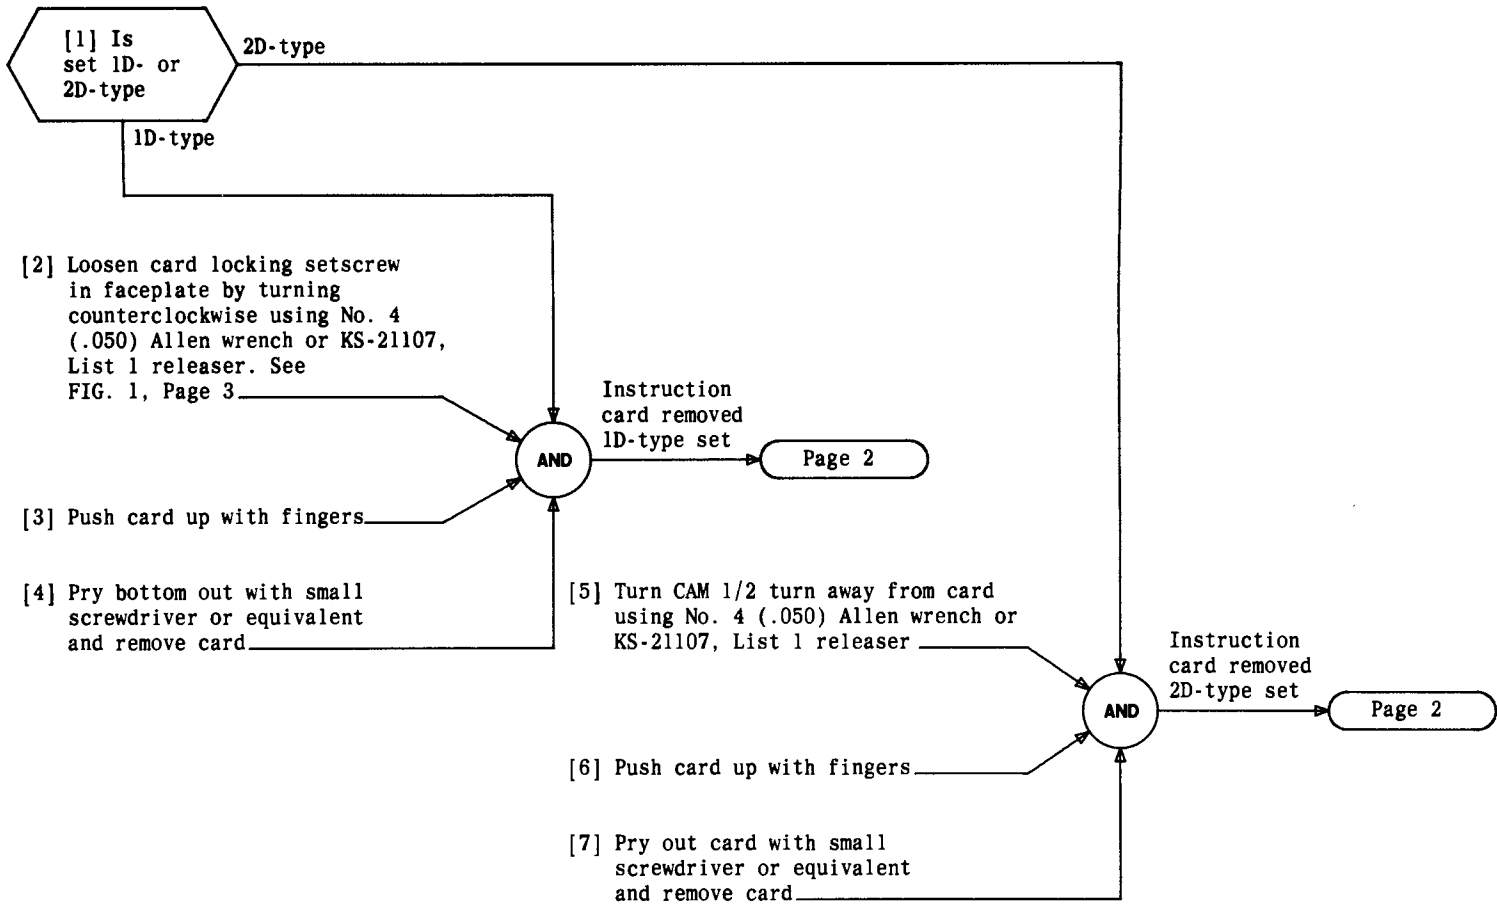 [1] Is
set 1D- or
2D-type
2D-type
1D-type
[2] Loosen card locking setscrew
in faceplate by turning
counterclockwise using No. 4
(.050) Allen wrench or KS-21107,
List 1 releaser. See
FIG. 1, Page 3
Instruction
card removed
1D-type set
AND
Page 2
[3] Push card up with fingers
[4] Pry bottom out with small
screwdriver or equivalent
and remove card
[5] Turn CAM 1/2 turn away from card
using No. 4 (.050) Allen wrench or
KS-21107, List 1 releaser
Instruction
card removed
2D-type set
AND
Page 2
[6] Push card up with fingers
[7] Pry out card with small
screwdriver or equivalent
and remove card